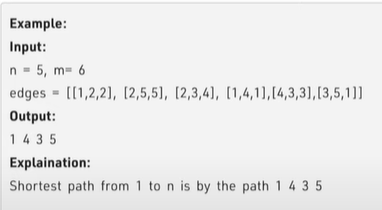 Example:
Input:
n = 5, m= 6
edges = [[1,2,2], [2,5,5], [2,3,4], [1,4,1],[4,3,3],[3,5,1]]
Output:
1 4 3 5
Explaination:
Shortest path from 1 to n is by the path 1 4 3 5